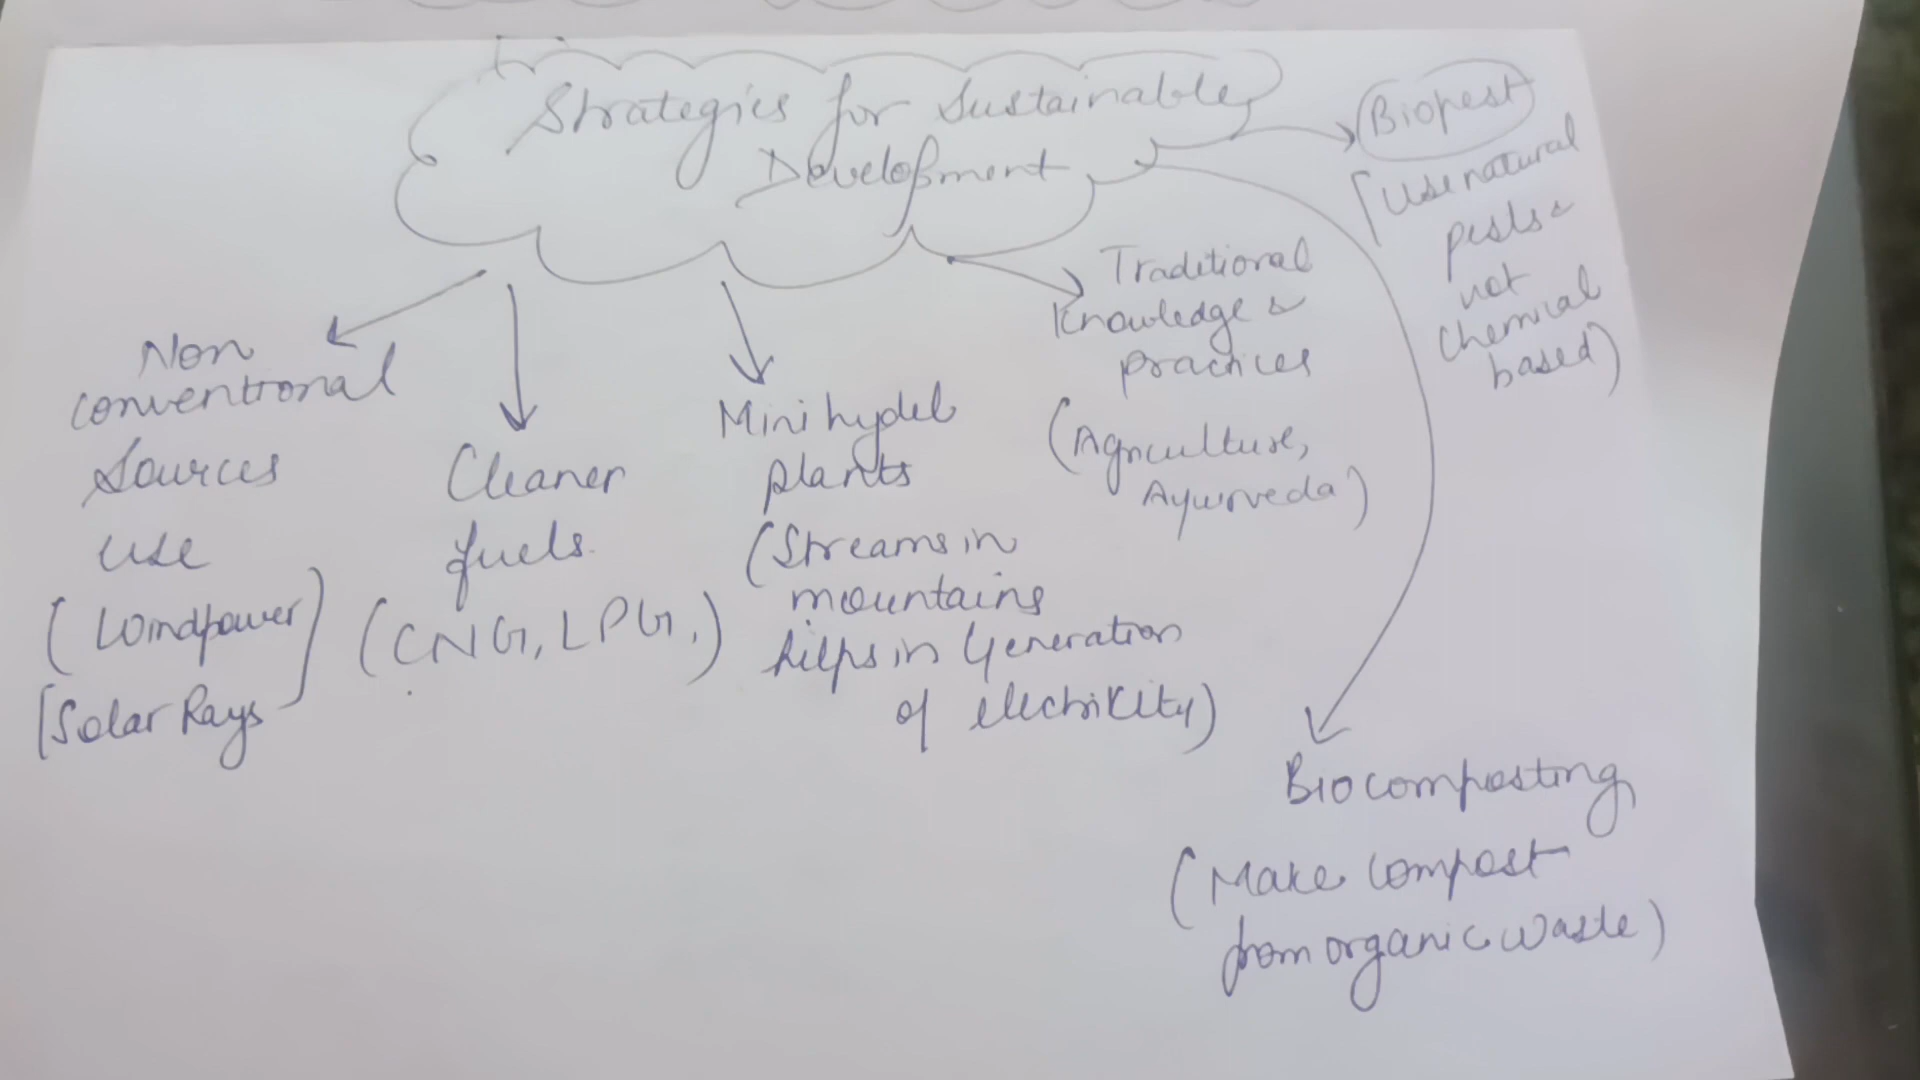 Strategies for Sustainable
Development
Non
conventional
Sources
use
(Windpower)
[Solar Rays
Cleaner
fuels.
(CNG, LPG,)
Mini hydel
plants
(Streams in
mountains
helps in Generation
of electrikity)
Traditional
Knowledge &
practices
(Agriculture,
Ayurveda)
Biopest
[Use natural
pests &
not
chemical
based)
Biocomposting
(Make compost
from organic waste)